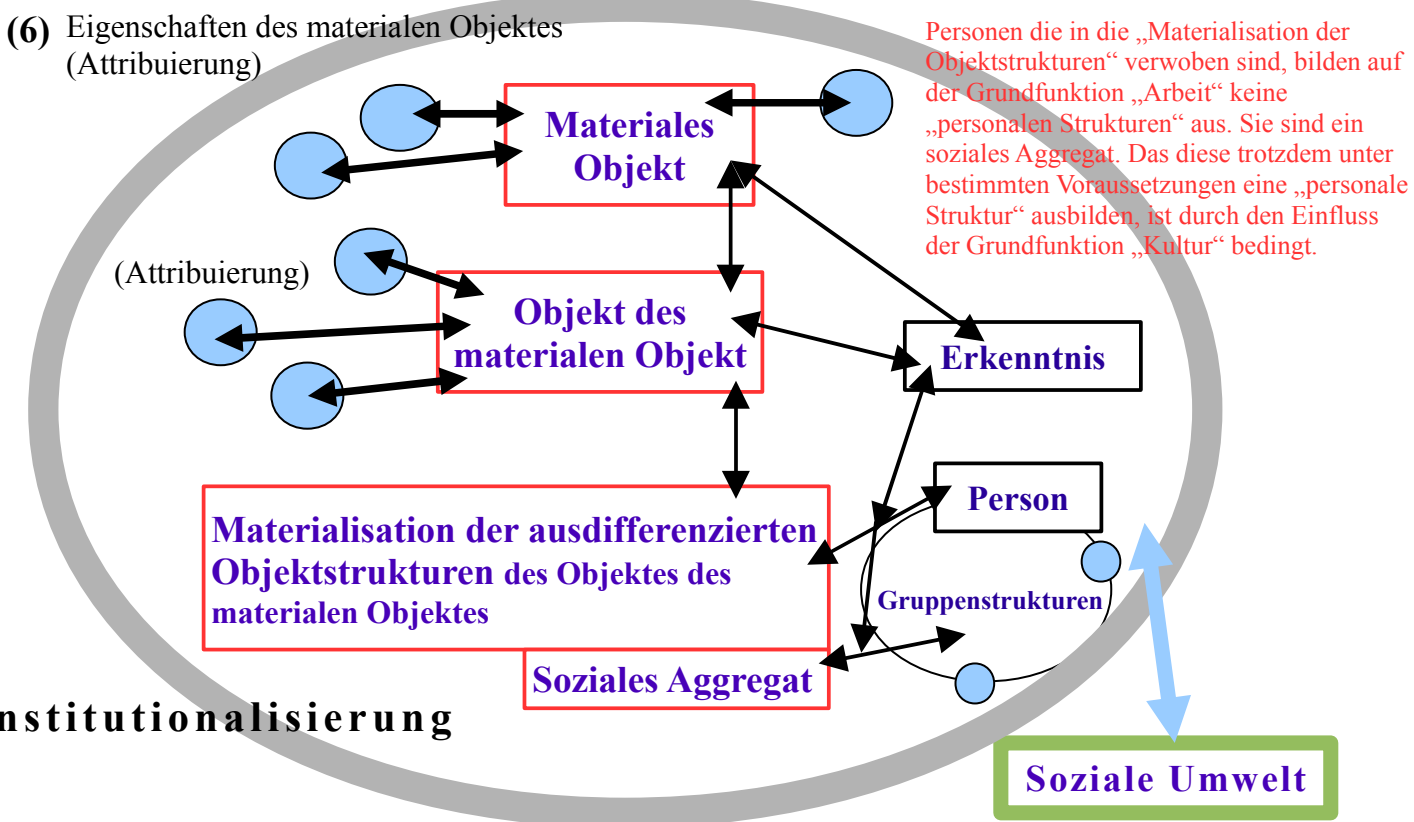 (6) Eigenschaften des materialen Objektes
(Attribuierung)
Personen die in die „Materialisation der
Objektstrukturen“ verwoben sind, bilden auf
der Grundfunktion „Arbeit“ keine
„personalen Strukturen“ aus. Sie sind ein
soziales Aggregat. Das diese trotzdem unter
bestimmten Voraussetzungen eine „personale
Struktur“ ausbilden, ist durch den Einfluss
der Grundfunktion „Kultur“ bedingt.
Materiales
Objekt
(Attribuierung)
Objekt des
materialen Objekt
Erkenntnis
Person
Materialisation der ausdifferenzierten
Objektstrukturen des Objektes des
materialen Objektes
Gruppenstrukturen
Soziales Aggregat
nstitutionalisierung
Soziale Umwelt